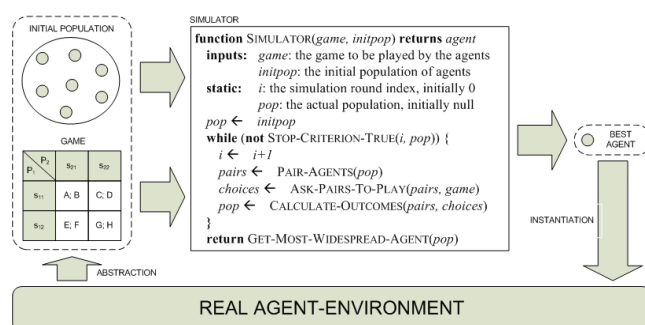 INITIAL POPULATION
GAME
P₂
P₁
s₂₁
s₂₂
s₁₁
A; B
C; D
s₁₂
E; F
G; H
ABSTRACTION
SIMULATOR
function SIMULATOR(game, initpop) returns agent
inputs: game: the game to be played by the agents
initpop: the initial population of agents
static: i: the simulation round index, initially 0
pop: the actual population, initially null
pop ← initpop
while (not STOP-CRITERION-TRUE(i, pop)) {
i ← i+1
pairs ← PAIR-AGENTS(pop)
choices ← ASK-PAIRS-TO-PLAY(pairs, game)
pop ← CALCULATE-OUTCOMES(pairs, choices)
}
return GET-MOST-WIDESPREAD-AGENT(pop)
BEST
AGENT
INSTANTIATION
REAL AGENT-ENVIRONMENT